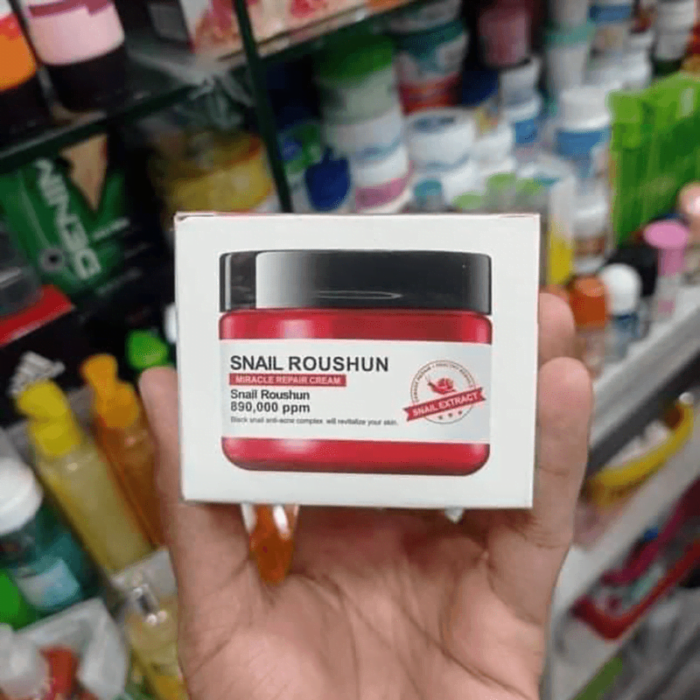 SNAIL ROUSHUN
MIRACLE REPAIR CREAM
Snail Roushun
890,000 ppm
Black snail anti-acne complex will revitalize your skin.
SNAIL EXTRACT
DENIM